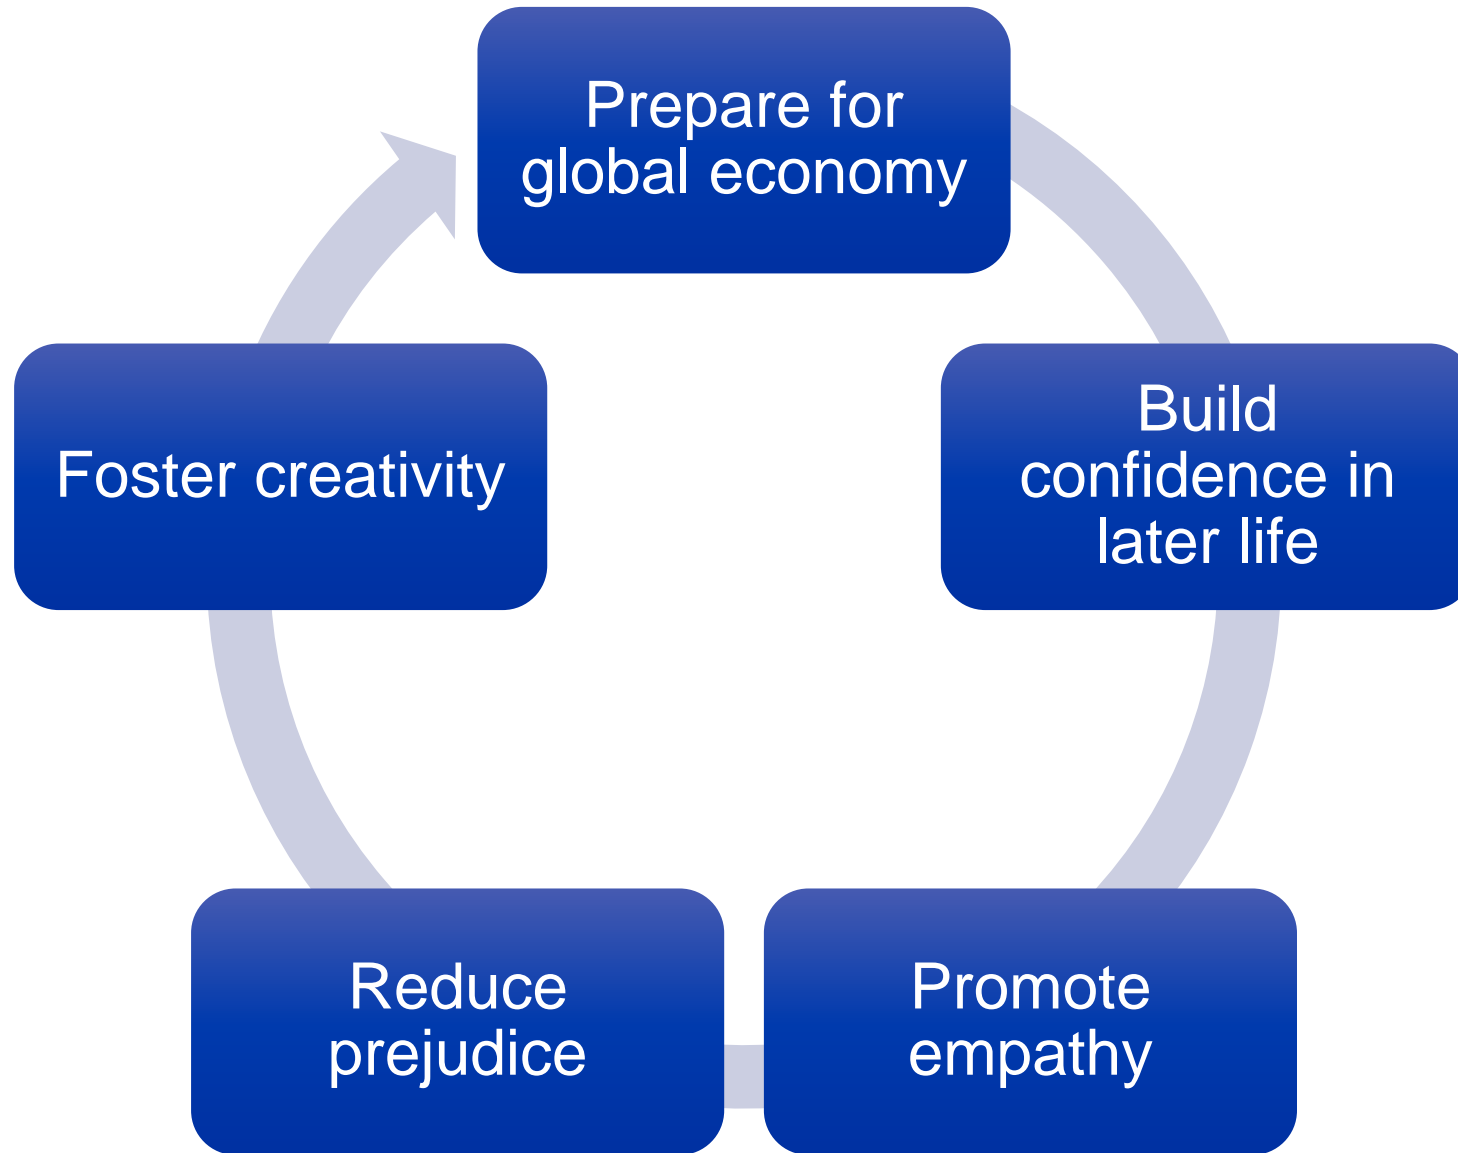 Prepare for
global economy
Build
confidence in
later life
Promote
empathy
Reduce
prejudice
Foster creativity